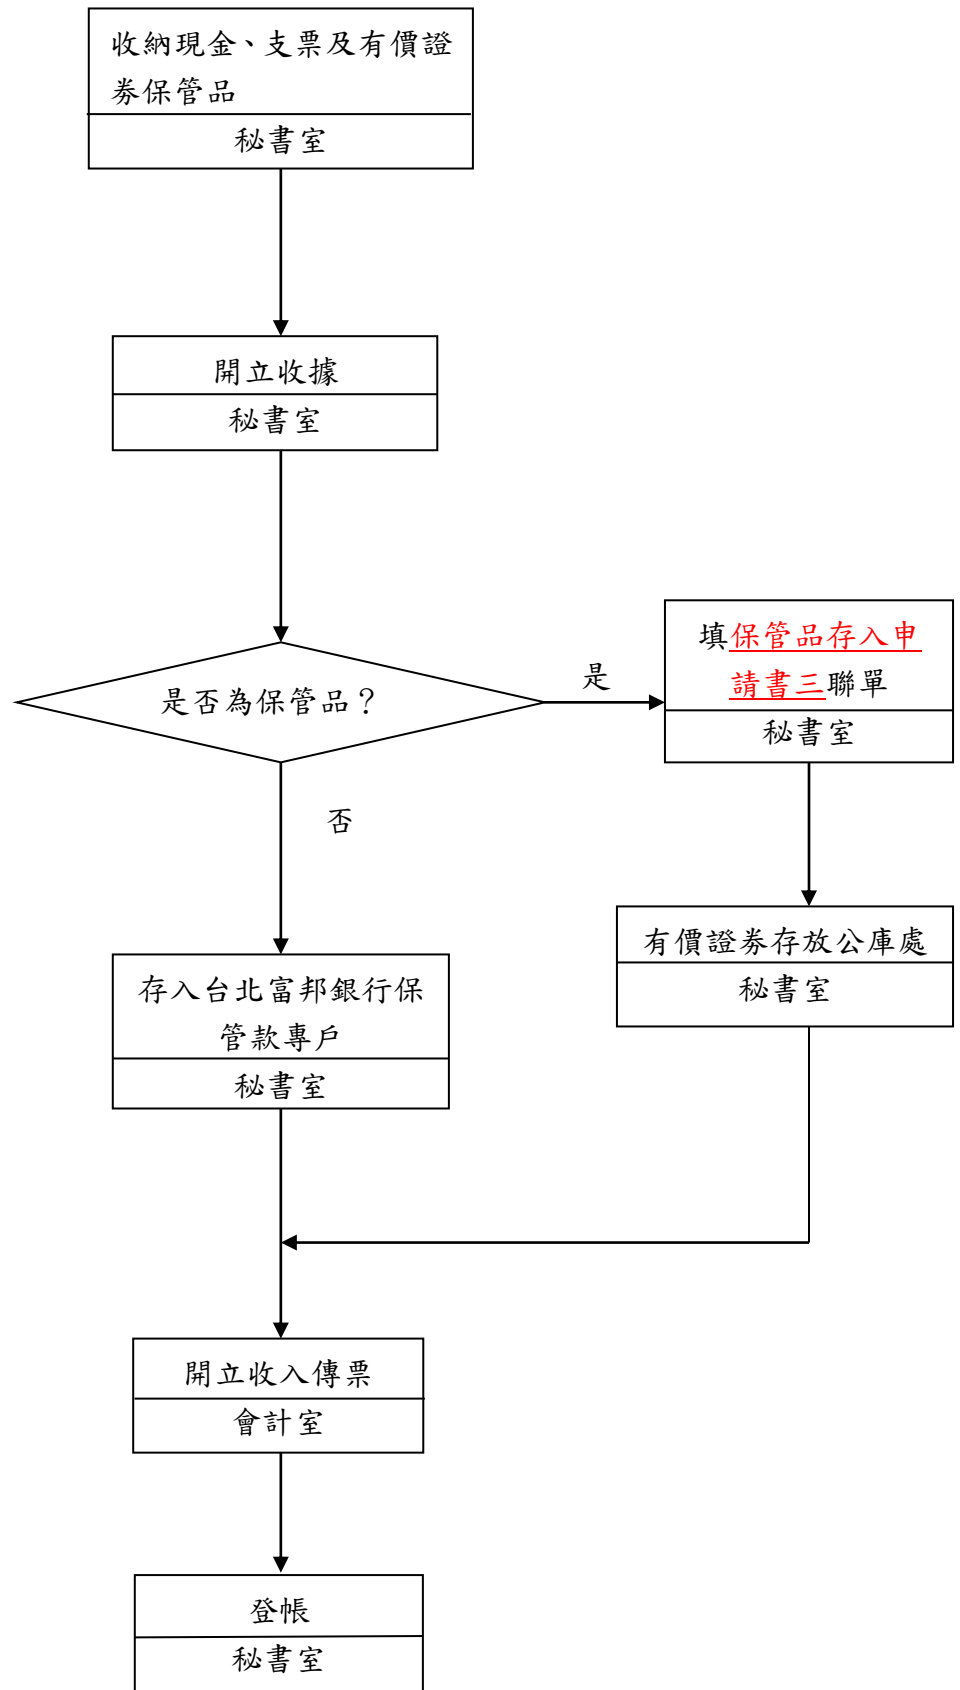 收納現金、支票及有價證
券保管品
秘書室
開立收據
秘書室
是否為保管品？
是
填保管品存入申
請書三聯單
秘書室
否
有價證券存放公庫處
秘書室
存入台北富邦銀行保
管款專戶
秘書室
開立收入傳票
會計室
登帳
秘書室